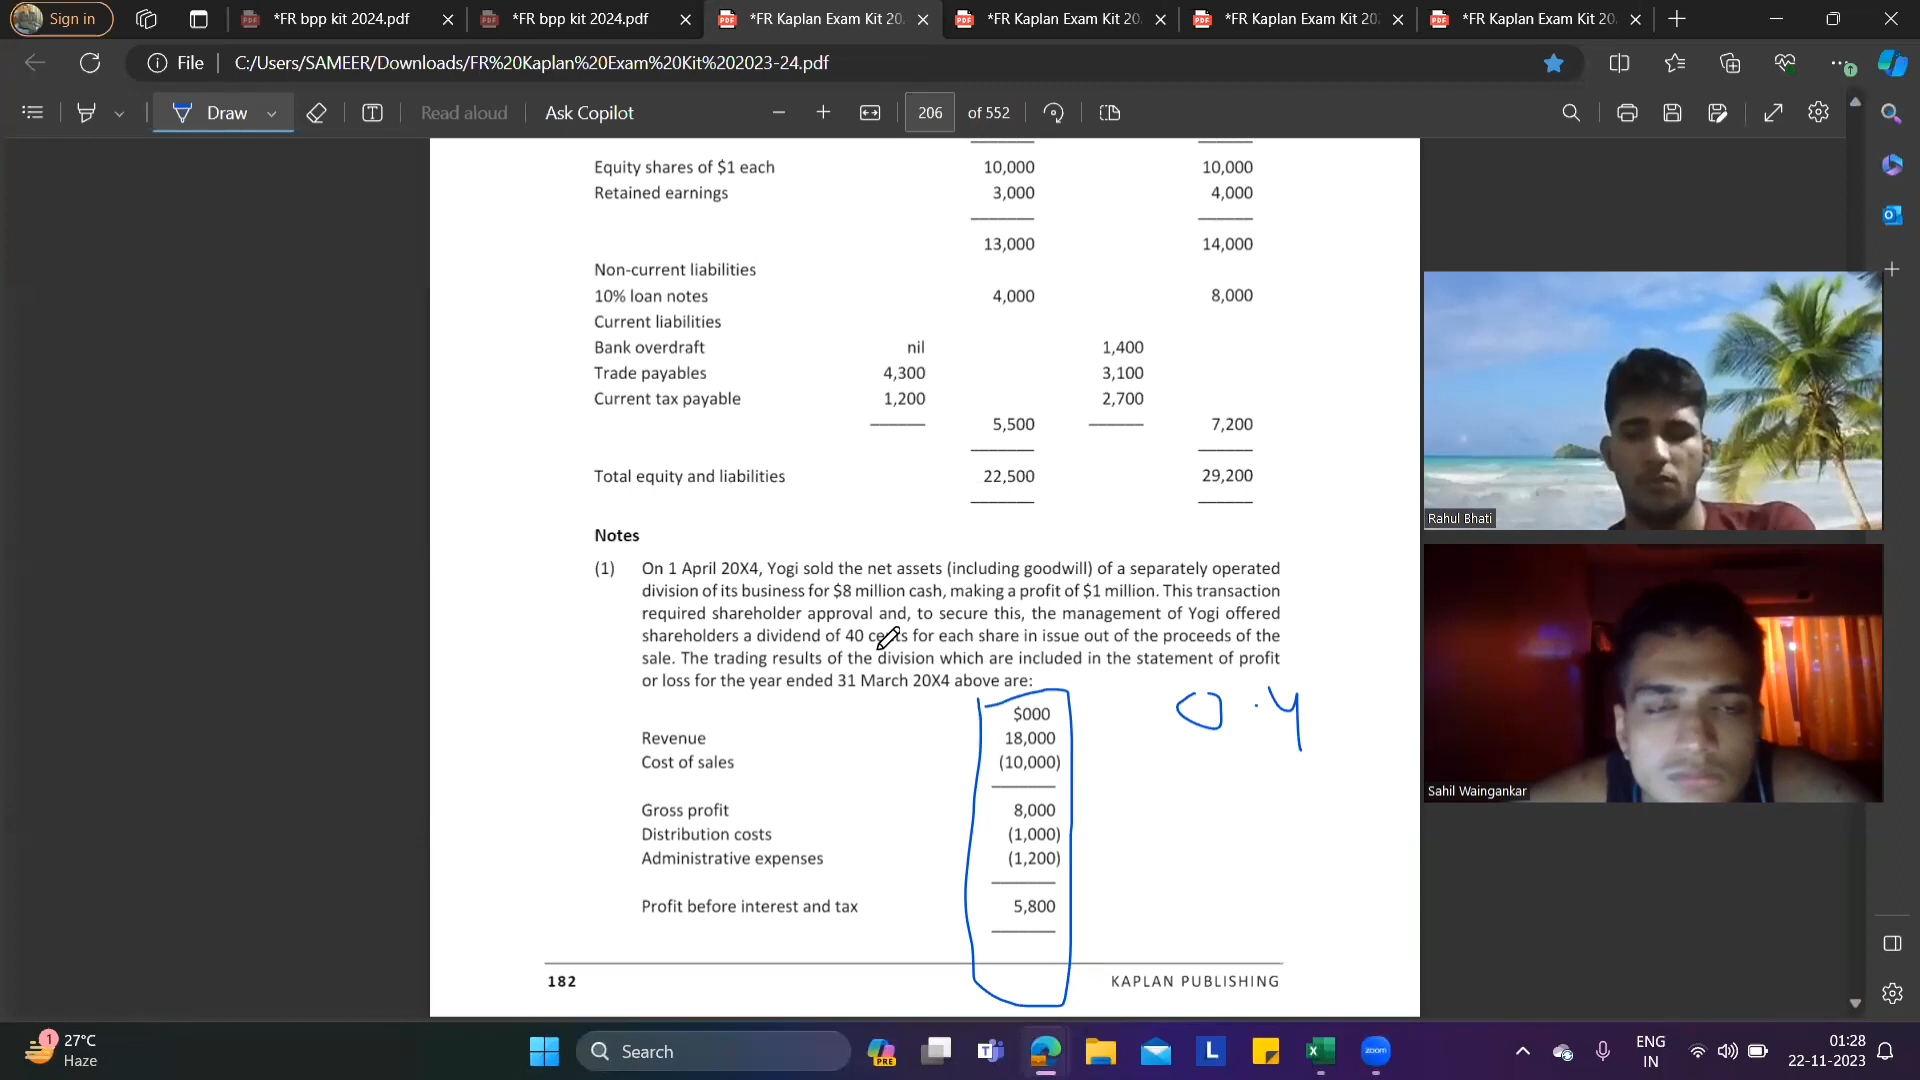 Sign in
*FR bpp kit 2024.pdf
*FR bpp kit 2024.pdf
*FR Kaplan Exam Kit 20
*FR Kaplan Exam Kit 20
*FR Kaplan Exam Kit 20
*FR Kaplan Exam Kit 20
File
C:/Users/SAMEER/Downloads/FR%20Kaplan%20Exam%20Kit%202023-24.pdf
Draw
Read aloud
Ask Copilot
206 of 552
Equity shares of $1 each 10,000 10,000
Retained earnings 3,000 4,000
13,000 14,000
Non-current liabilities
10% loan notes 4,000 8,000
Current liabilities
Bank overdraft nil 1,400
Trade payables 4,300 3,100
Current tax payable 1,200 2,700
5,500 7,200
Total equity and liabilities 22,500 29,200
Notes
(1) On 1 April 20X4, Yogi sold the net assets (including goodwill) of a separately operated
division of its business for $8 million cash, making a profit of $1 million. This transaction
required shareholder approval and, to secure this, the management of Yogi offered
shareholders a dividend of 40 cents for each share in issue out of the proceeds of the
sale. The trading results of the division which are included in the statement of profit
or loss for the year ended 31 March 20X4 above are:
$000
Revenue 18,000
Cost of sales (10,000)
Gross profit 8,000
Distribution costs (1,000)
Administrative expenses (1,200)
Profit before interest and tax 5,800
0.4
182
KAPLAN PUBLISHING
Rahul Bhati
Sahil Waingankar
1
27°C
Haze
Search
PRE
L
zoom
ENG
IN
01:28
22-11-2023